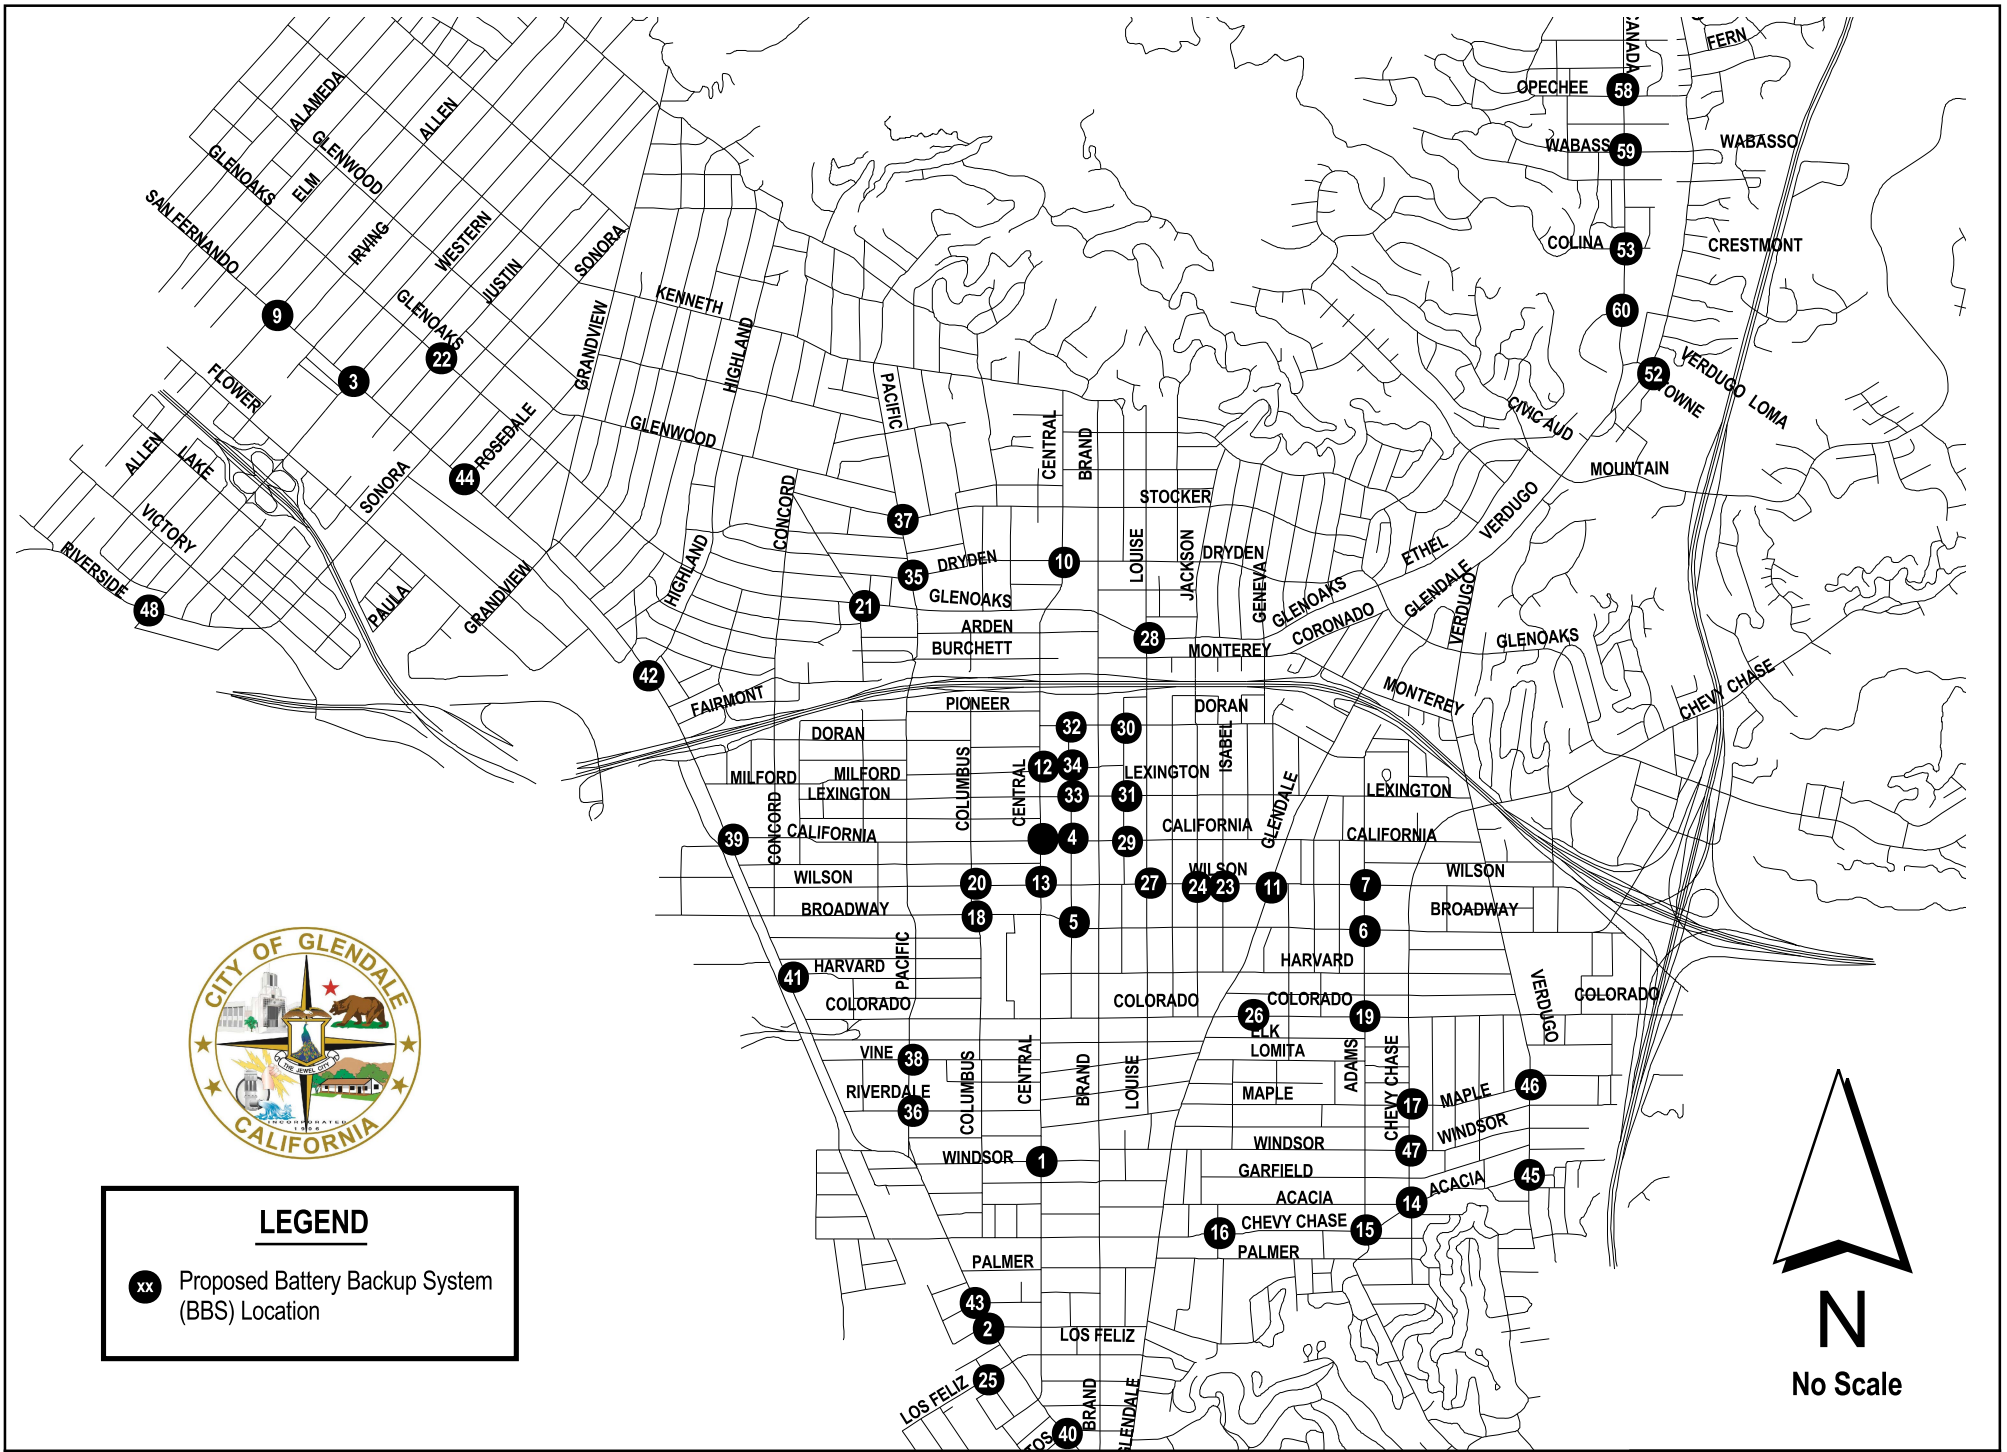 CANADA
FERN
OPECHEE
58
ALAMEDA
ALLEN
GLENWOOD
WABASS
59
WABASSO
GLENOAKS
ELM
SAN FERNANDO
IRVING
WESTERN
SONORA
COLINA
53
CRESTMONT
JUSTIN
KENNETH
GLENOAKS
9
60
GRANDVIEW
HIGHLAND
22
3
FLOWER
PACIFIC
52
VERDUGO LOMA
TOWNE
CIVIC AUD
ROSEDALE
GLENWOOD
CENTRAL
BRAND
ALLEN
LAKE
44
SONORA
MOUNTAIN
CONCORD
STOCKER
VERDUGO
VICTORY
37
LOUISE
JACKSON
DRYDEN
ETHEL
RIVERSIDE
HIGHLAND
DRYDEN
10
35
GENEVA
GLENOAKS
GLENDALE
VERDUGO
48
PAULA
GRANDVIEW
21
GLENOAKS
ARDEN
BURCHETT
28
MONTEREY
CORONADO
GLENOAKS
42
FAIRMONT
PIONEER
DORAN
MONTEREY
CHEVY CHASE
DORAN
32
30
ISABEL
MILFORD
MILFORD
COLUMBUS
CENTRAL
12
34
LEXINGTON
LEXINGTON
33
31
GLENDALE
LEXINGTON
39
CONCORD
CALIFORNIA
4
29
CALIFORNIA
CALIFORNIA
WILSON
20
13
27
WILSON
24
23
11
7
WILSON
BROADWAY
18
5
6
BROADWAY
CITY OF GLENDALE
THE JEWEL CITY
INCORPORATED
1906
CALIFORNIA
PACIFIC
41
HARVARD
HARVARD
COLORADO
COLORADO
COLORADO
VERDUGO
COLORADO
26
19
ELK
VINE
38
COLUMBUS
CENTRAL
BRAND
LOUISE
LOMITA
ADAMS
CHEVY CHASE
RIVERDALE
36
MAPLE
17
MAPLE
46
WINDSOR
1
WINDSOR
47
WINDSOR
GARFIELD
45
ACACIA
14
ACACIA
16
CHEVY CHASE
15
PALMER
PALMER
43
2
LOS FELIZ
25
LOS FELIZ
BRAND
GLENDALE
TOS
40
LEGEND
xx
Proposed Battery Backup System
(BBS) Location
N
No Scale